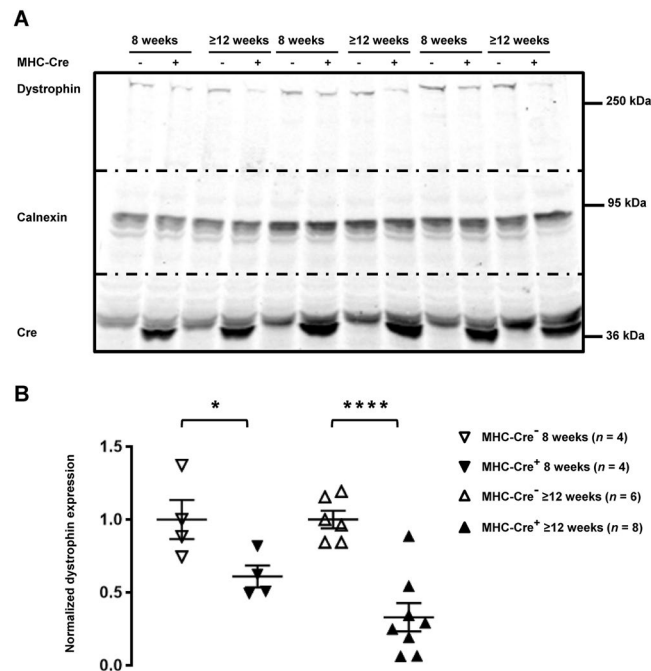 A
8 weeks ≥12 weeks 8 weeks ≥12 weeks 8 weeks ≥12 weeks
MHC-Cre - + - + - + - + - + - +
Dystrophin
250 kDa
95 kDa
Calnexin
Cre
36 kDa
B
* ****
Normalized dystrophin expression
1.5
1.0
0.5
0.0
MHC-Cre⁻ 8 weeks (n = 4)
MHC-Cre⁺ 8 weeks (n = 4)
MHC-Cre⁻ ≥12 weeks (n = 6)
MHC-Cre⁺ ≥12 weeks (n = 8)